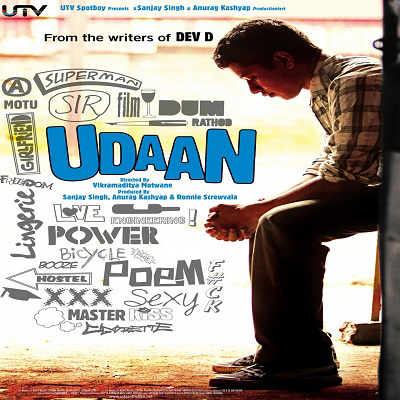 UTV
UTV Spotboy Presents A Sanjay Singh & Anurag Kashyap Production
From the writers of DEV D
SUPERMAN
A
MOTU
SIR
film
DUM
RATHOD
GIRLFRIEND
UDAAN
FREEDOM
Directed By
Vikramaditya Motwane
Produced By
Sanjay Singh, Anurag Kashyap & Ronnie Screwvala
Lingerie
LOVE
ENGINEERING!
POWER
BiCYCLE
BOOZE
POEM
HOSTEL
F#CK
XXX
Sexy
MASTER
KISS
CIGARETTE